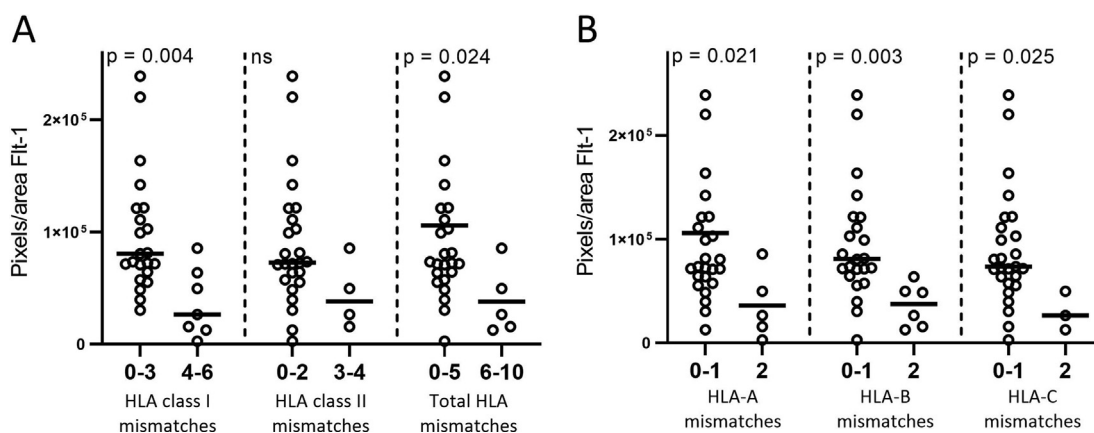 A
B
p = 0.004
ns
p = 0.024
p = 0.021
p = 0.003
p = 0.025
Pixels/area Flt-1
2×10⁵
1×10⁵
0
0-3 4-6 0-2 3-4 0-5 6-10
HLA class I mismatches
HLA class II mismatches
Total HLA mismatches
Pixels/area Flt-1
2×10⁵
1×10⁵
0
0-1 2 0-1 2 0-1 2
HLA-A mismatches
HLA-B mismatches
HLA-C mismatches